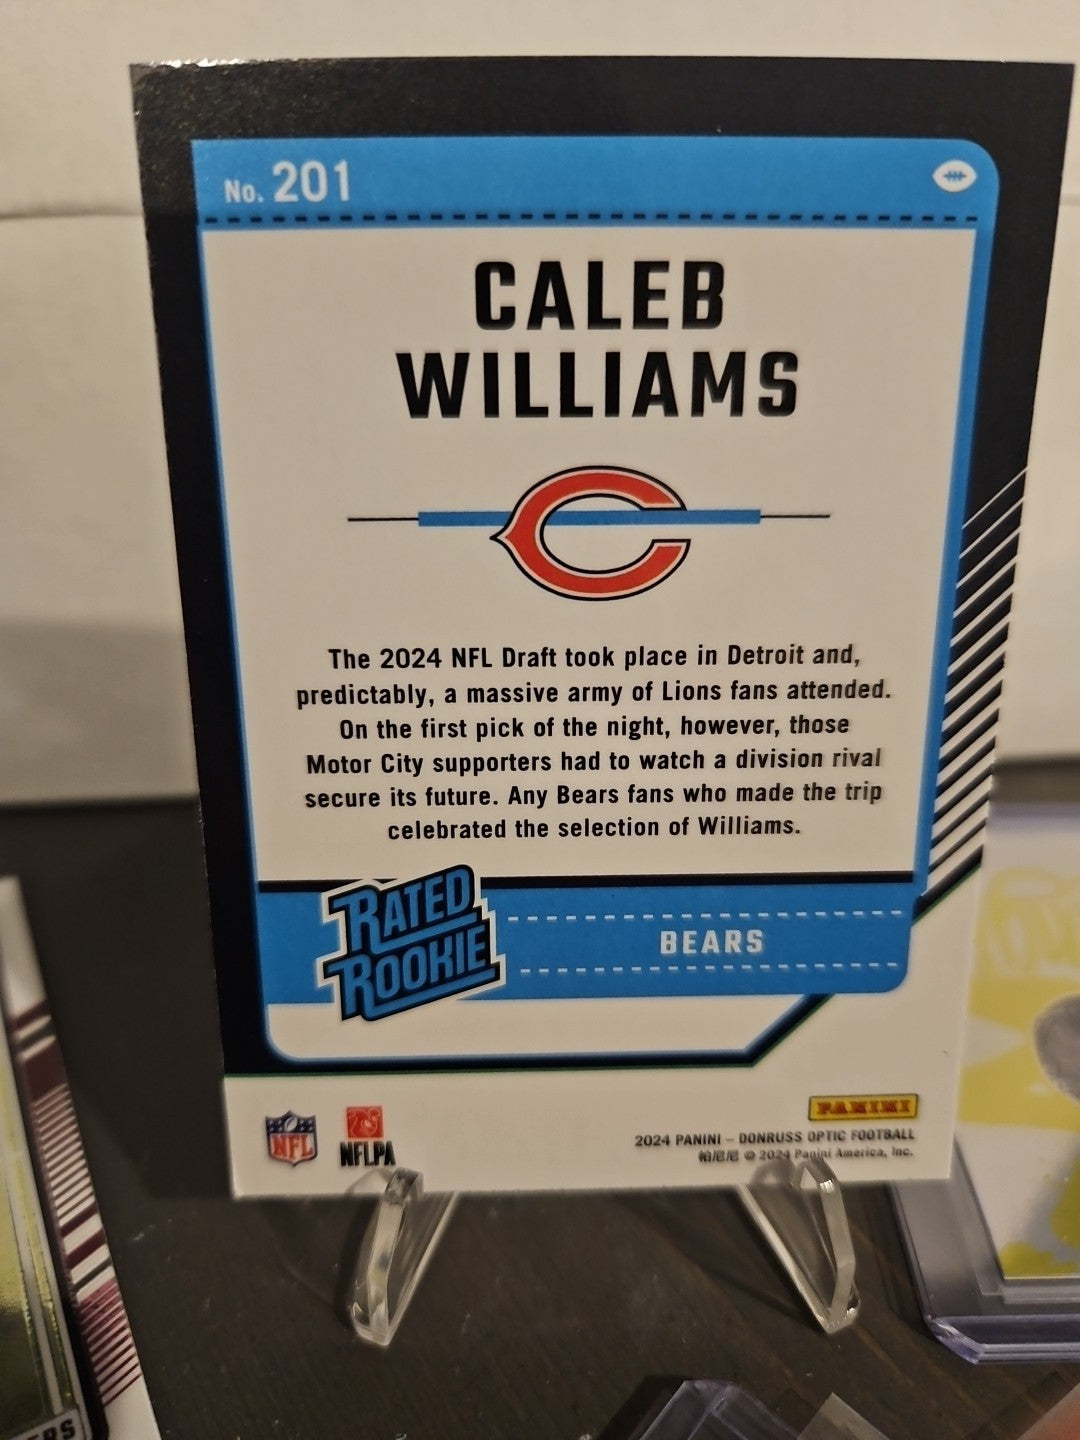 No. 201
CALEB
WILLIAMS
The 2024 NFL Draft took place in Detroit and,
predictably, a massive army of Lions fans attended.
On the first pick of the night, however, those
Motor City supporters had to watch a division rival
secure its future. Any Bears fans who made the trip
celebrated the selection of Williams.
RATED
ROOKIE
BEARS
PANINI
NFL
NFLPA
2024 PANINI – DONRUSS OPTIC FOOTBALL
帕尼尼 © 2024 Panini America, Inc.